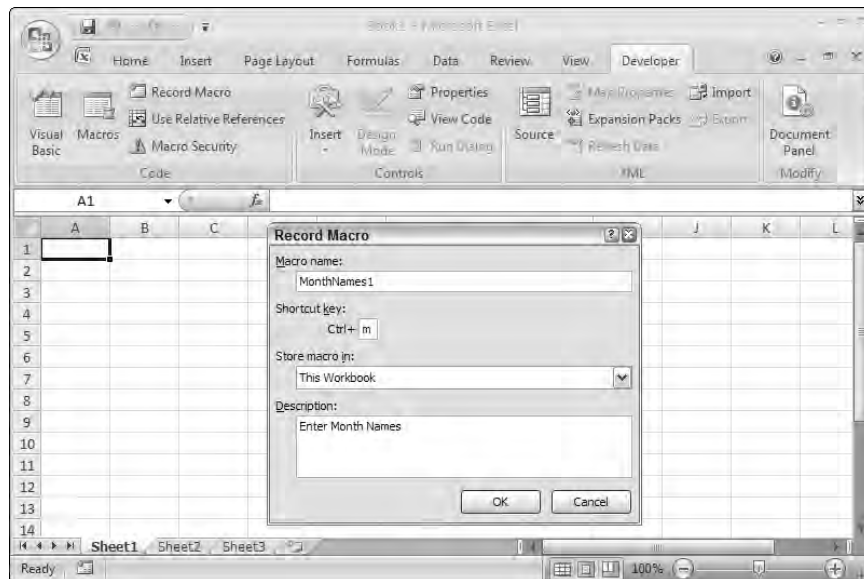 Book1 - Microsoft Excel
Home Insert Page Layout Formulas Data Review View Developer
Visual Basic
Macros
Record Macro
Use Relative References
Macro Security
Code
Insert
Design Mode
Properties
View Code
Run Dialog
Controls
Source
Map Properties
Expansion Packs
Refresh Data
Import
Export
XML
Document Panel
Modify
A1 fx
A B C J K L
1
2
3
4
5
6
7
8
9
10
11
12
13
14
Record Macro
Macro name:
MonthNames1
Shortcut key:
Ctrl+ m
Store macro in:
This Workbook
Description:
Enter Month Names
OK Cancel
Sheet1 Sheet2 Sheet3
Ready 100%